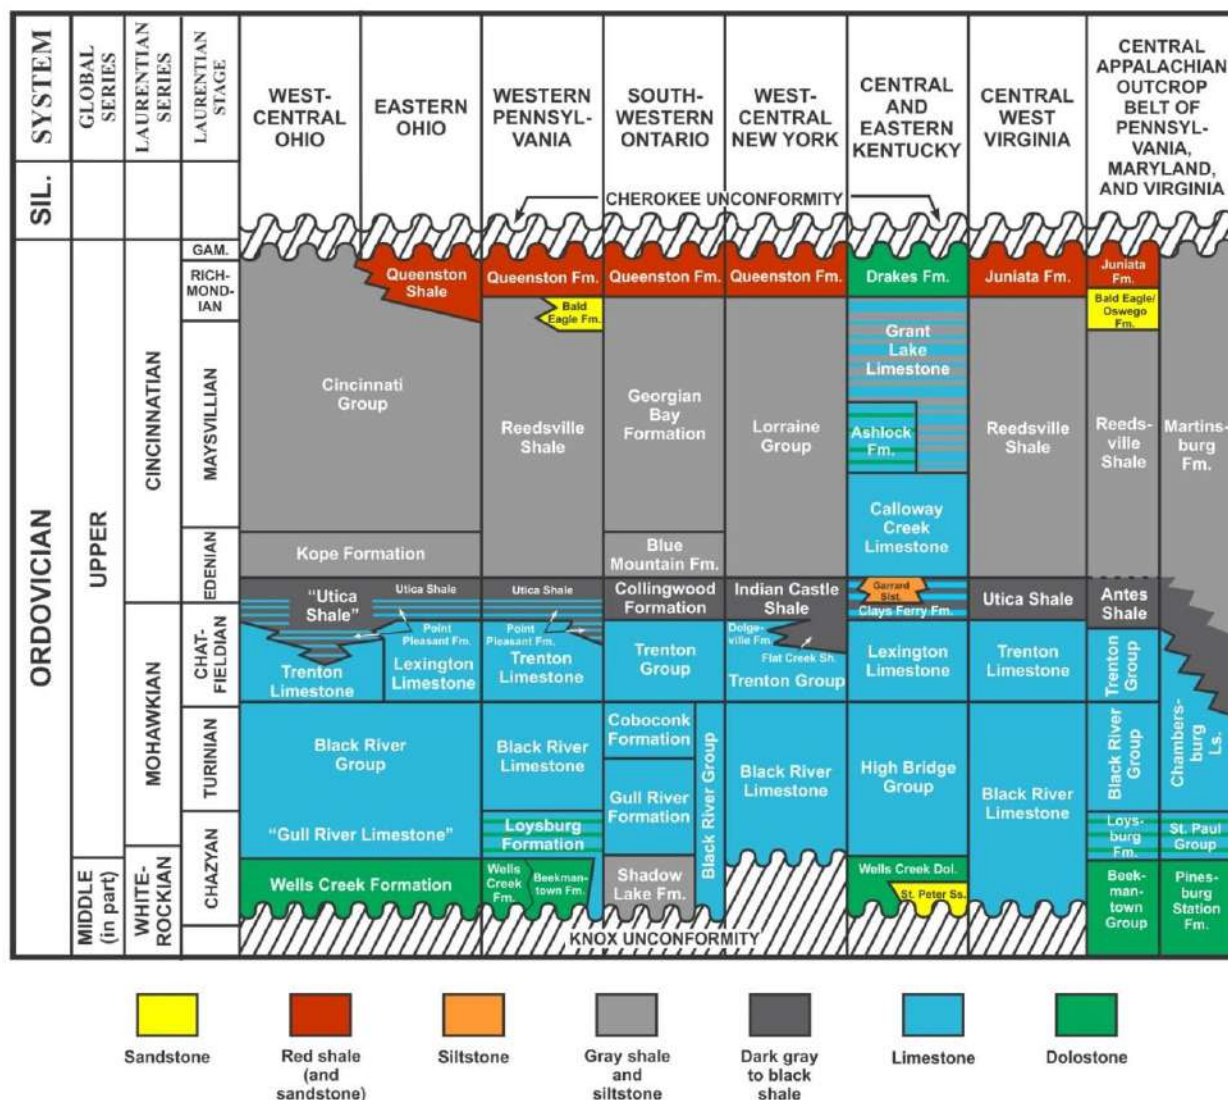 SYSTEM
GLOBAL
SERIES
LAURENTIAN
SERIES
LAURENTIAN
STAGE
WEST-
CENTRAL
OHIO
EASTERN
OHIO
WESTERN
PENNSYL-
VANIA
SOUTH-
WESTERN
ONTARIO
WEST-
CENTRAL
NEW YORK
CENTRAL
AND
EASTERN
KENTUCKY
CENTRAL
WEST
VIRGINIA
CENTRAL
APPALACHIAN
OUTCROP
BELT OF
PENNSYL-
VANIA,
MARYLAND,
AND VIRGINIA
SIL.
CHEROKEE UNCONFORMITY
ORDOVICIAN
UPPER
MIDDLE
(in part)
CINCINNATIAN
MOHAWKIAN
WHITE-
ROCKIAN
GAM.
RICH-
MOND-
IAN
MAYSVILLIAN
EDENIAN
CHAT-
FIELDIAN
TURINIAN
CHAZYAN
Queenston
Shale
Cincinnati
Group
Kope Formation
"Utica
Shale"
Utica Shale
Point
Pleasant Fm.
Trenton
Limestone
Lexington
Limestone
Black River
Group
"Gull River Limestone"
Wells Creek Formation
Queenston Fm.
Bald
Eagle Fm.
Reedsville
Shale
Utica Shale
Point
Pleasant Fm.
Trenton
Limestone
Black River
Limestone
Loysburg
Formation
Wells
Creek
Fm.
Beekman-
town Fm.
Queenston Fm.
Georgian
Bay
Formation
Blue
Mountain Fm.
Collingwood
Formation
Trenton
Group
Coboconk
Formation
Gull River
Formation
Shadow
Lake Fm.
Black River Group
Queenston Fm.
Lorraine
Group
Indian Castle
Shale
Dolge-
ville Fm.
Flat Creek Sh.
Trenton Group
Black River
Limestone
Drakes Fm.
Grant
Lake
Limestone
Ashlock
Fm.
Calloway
Creek
Limestone
Garrard
Slst.
Clays Ferry Fm.
Lexington
Limestone
High Bridge
Group
Wells Creek Dol.
St. Peter Ss.
Juniata Fm.
Reedsville
Shale
Utica Shale
Trenton
Limestone
Black River
Limestone
Juniata
Fm.
Bald Eagle/
Oswego
Fm.
Reeds-
ville
Shale
Antes
Shale
Trenton
Group
Black River
Group
Loys-
burg
Fm.
Beek-
man-
town
Group
Martins-
burg
Fm.
Chambers-
burg
Ls.
St. Paul
Group
Pines-
burg
Station
Fm.
KNOX UNCONFORMITY
Sandstone
Red shale
(and
sandstone)
Siltstone
Gray shale
and
siltstone
Dark gray
to black
shale
Limestone
Dolostone